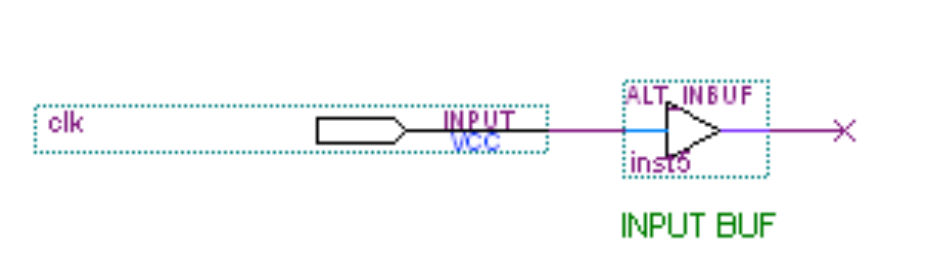 clk
INPUT
VCC
ALT_INBUF
inst5
INPUT BUF